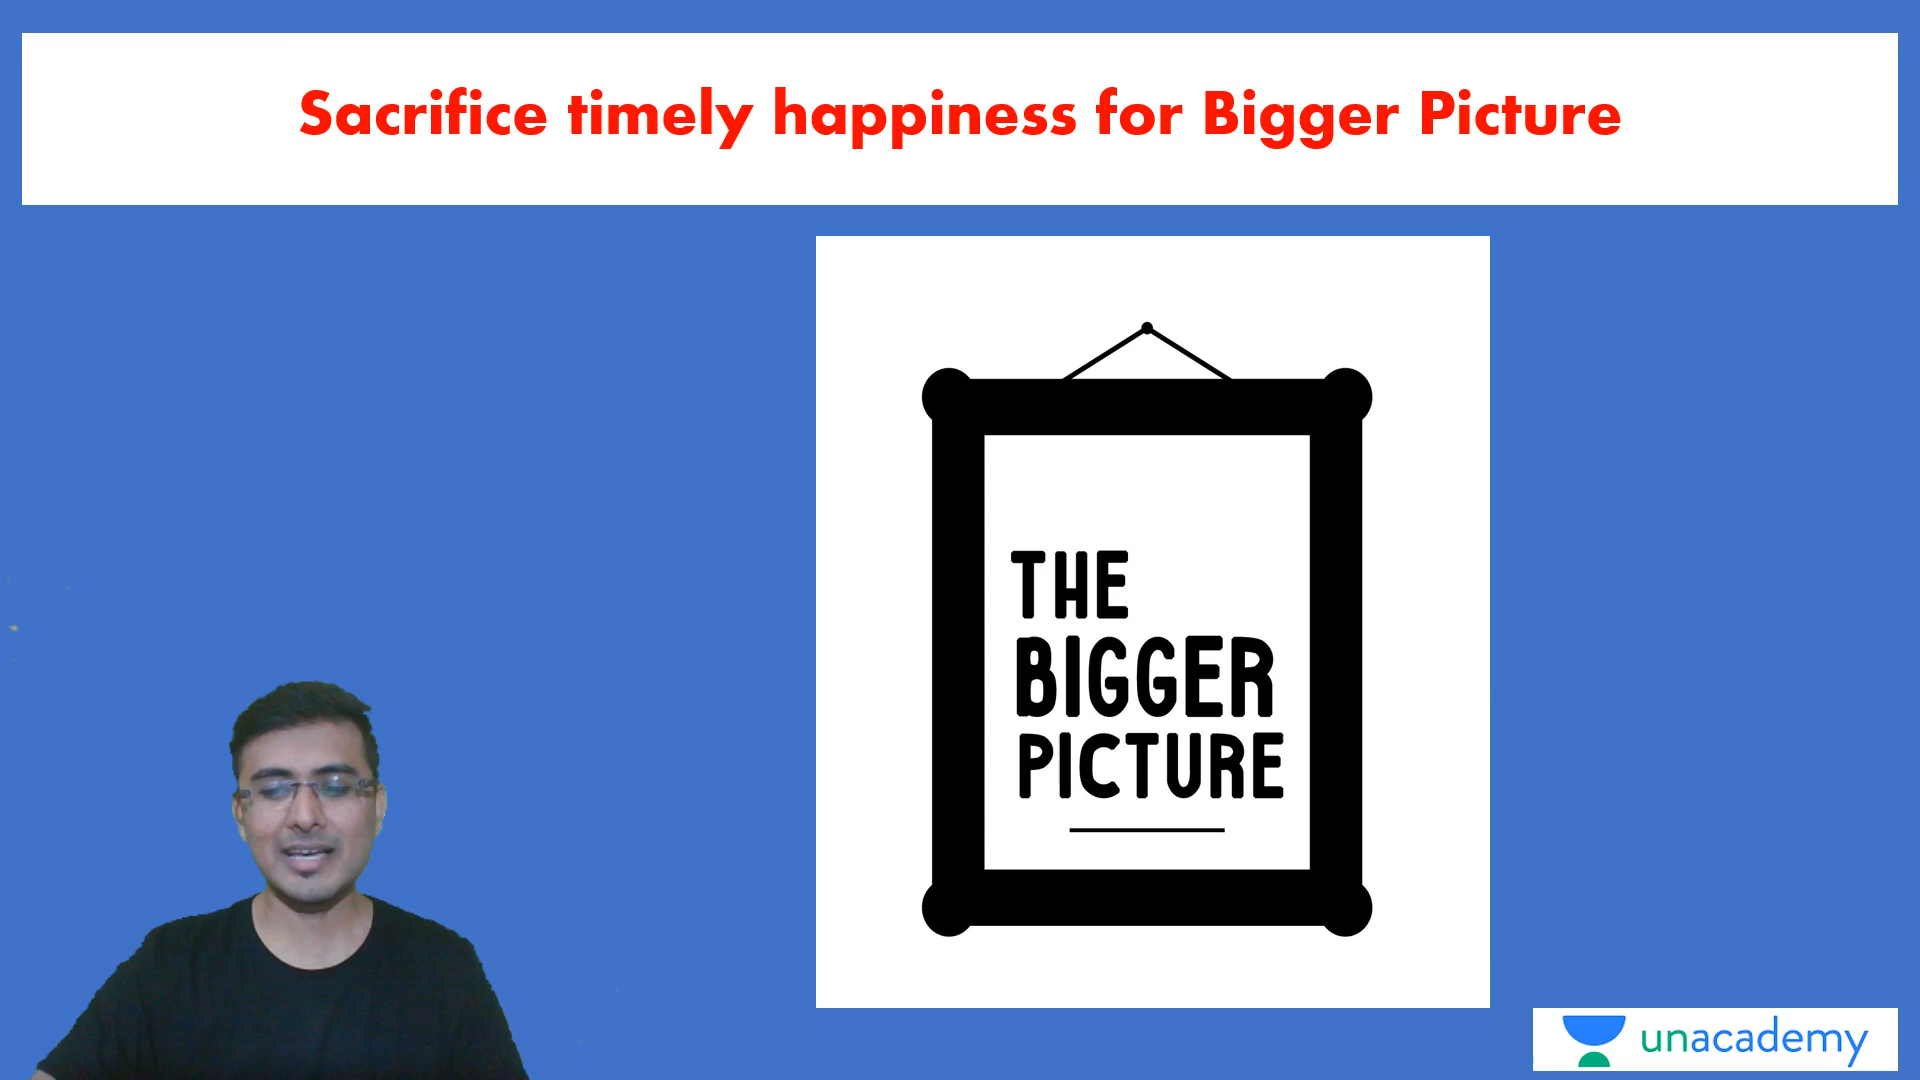 Sacrifice timely happiness for Bigger Picture
THE
BIGGER
PICTURE
unacademy